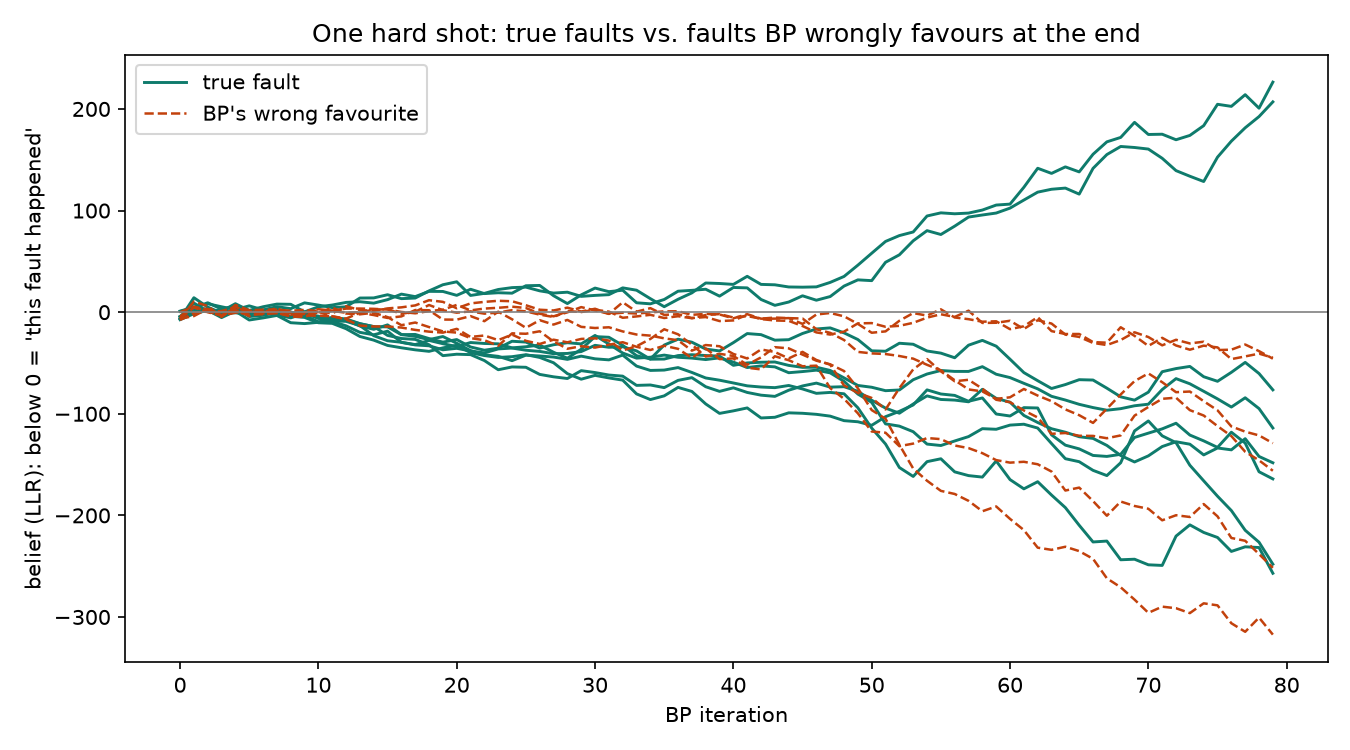 One hard shot: true faults vs. faults BP wrongly favours at the end
true fault
BP's wrong favourite
belief (LLR): below 0 = 'this fault happened'
200
100
0
−100
−200
−300
0 10 20 30 40 50 60 70 80
BP iteration